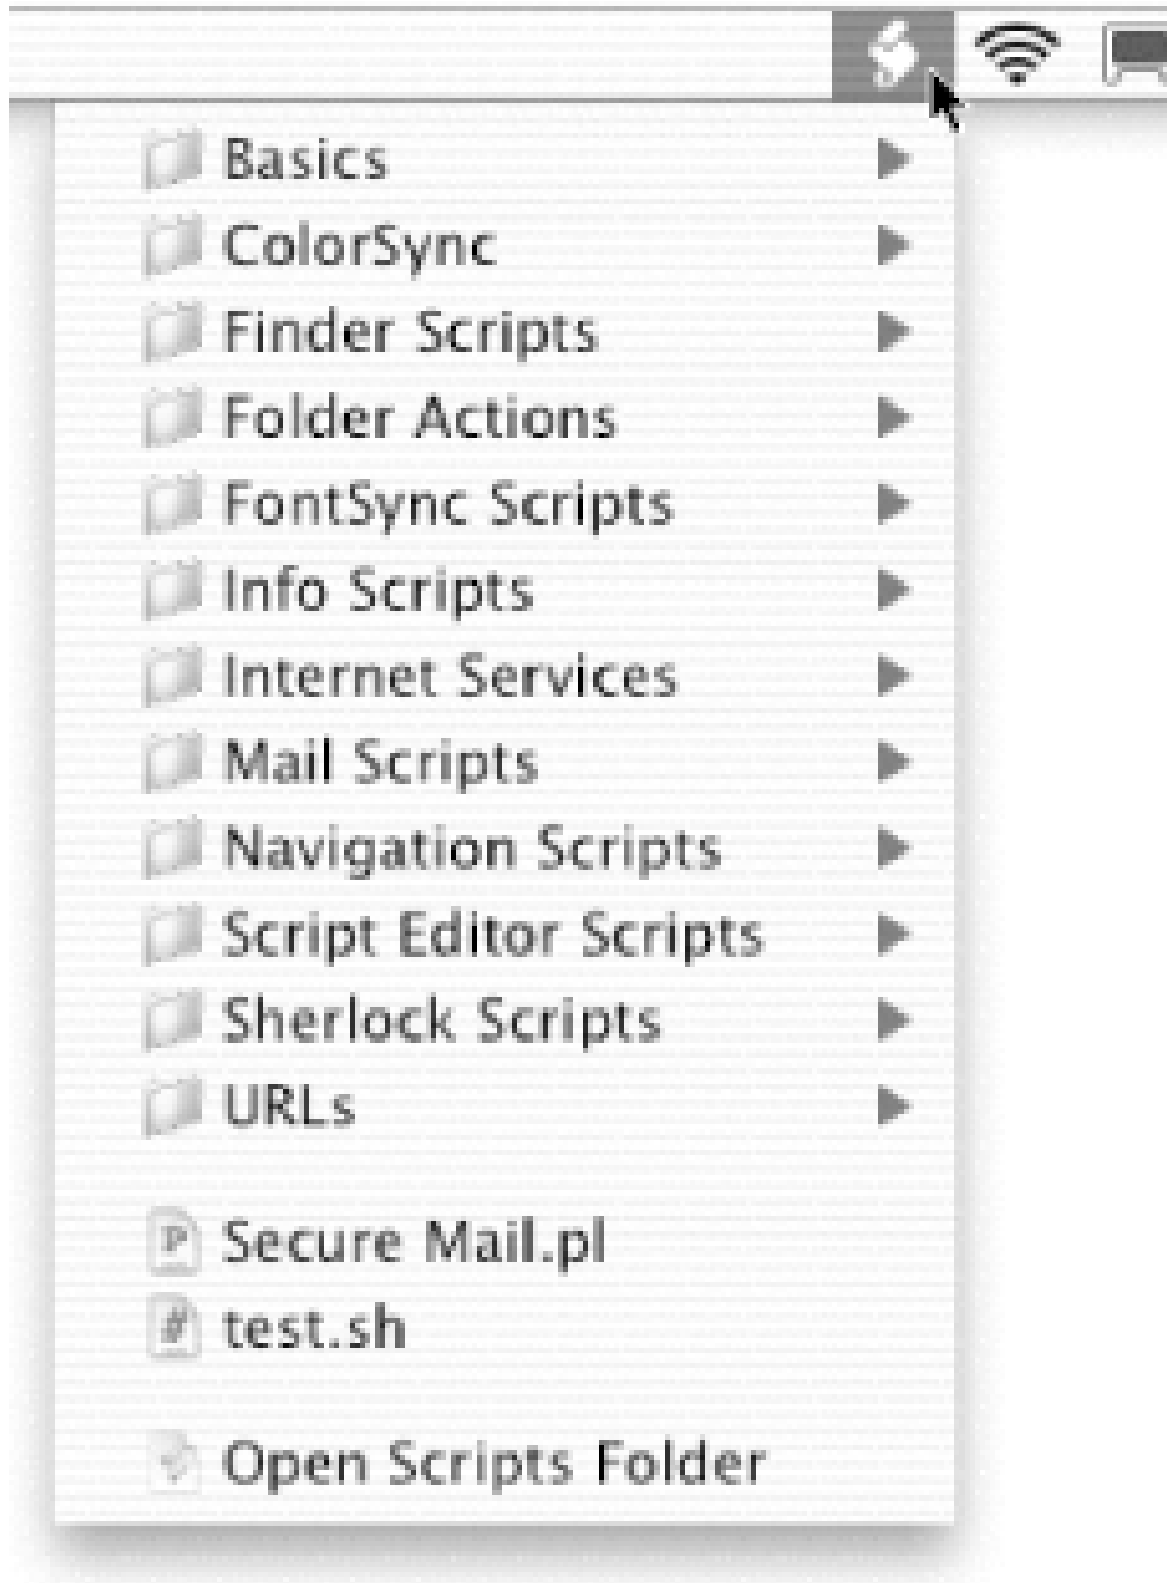 Basics
ColorSync
Finder Scripts
Folder Actions
FontSync Scripts
Info Scripts
Internet Services
Mail Scripts
Navigation Scripts
Script Editor Scripts
Sherlock Scripts
URLs
P Secure Mail.pl
# test.sh
Open Scripts Folder